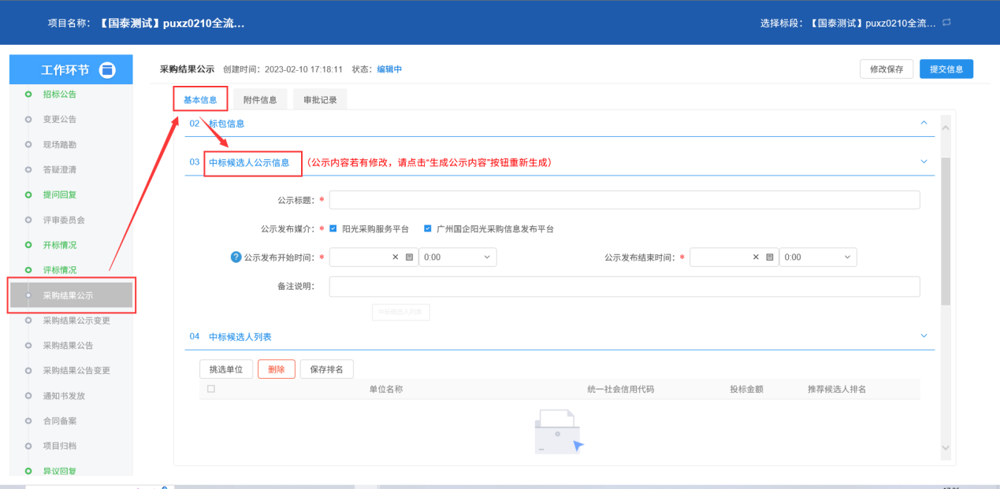 项目名称：【国泰测试】puxz0210全流...
选择标段：【国泰测试】puxz0210全流...
工作环节
招标公告
变更公告
现场踏勘
答疑澄清
提问回复
评审委员会
开标情况
评标情况
采购结果公示
采购结果公示变更
采购结果公告
采购结果公告变更
通知书发放
合同备案
项目归档
异议回复
采购结果公示 创建时间：2023-02-10 17:18:11 状态：编辑中
修改保存 提交信息
基本信息 附件信息 审批记录
02 标包信息
03 中标候选人公示信息 （公示内容若有修改，请点击“生成公示内容”按钮重新生成）
公示标题：*
公示发布媒介：* 阳光采购服务平台 广州国企阳光采购信息发布平台
? 公示发布开始时间：* 0:00 公示发布结束时间：* 0:00
备注说明：
中标候选人列表
04 中标候选人列表
挑选单位 删除 保存排名
单位名称 统一社会信用代码 投标金额 推荐候选人排名